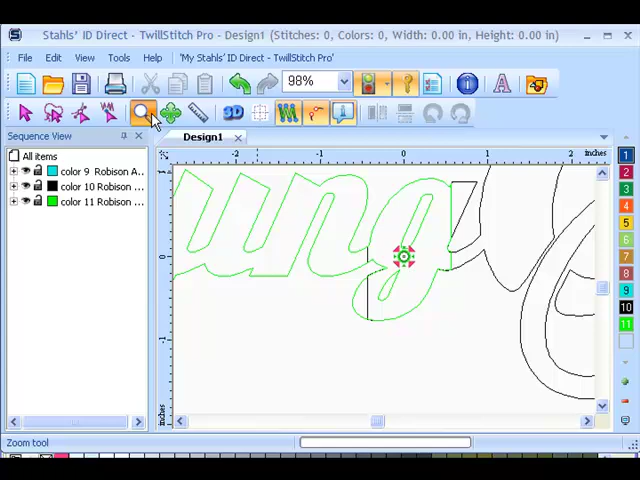 Stahls' ID Direct - TwillStitch Pro - Design1 (Stitches: 0, Colors: 0, Width: 0.00 in, Height: 0.00 in)
File Edit View Tools Help 'My Stahls' ID Direct - TwillStitch Pro'
98%
3D
Sequence View
Design1
-2 -1 0 1 2 inches
All items
color 9 Robison A...
color 10 Robison ...
color 11 Robison ...
0
-1
inches
ung
1
2
3
4
5
6
7
8
9
10
11
Zoom tool